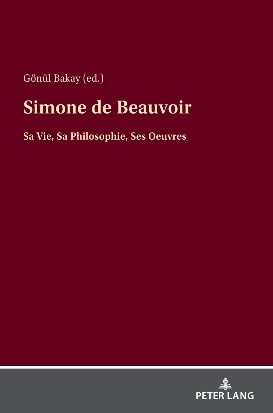 Gönül Bakay (ed.)
Simone de Beauvoir
Sa Vie, Sa Philosophie, Ses Oeuvres
PETER LANG